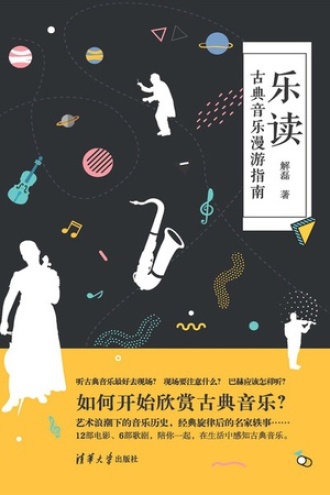 乐读
古典音乐漫游指南
解磊 著
听古典音乐最好去现场？ 现场要注意什么？ 巴赫应该怎样听？
如何开始欣赏古典音乐？
艺术浪潮下的音乐历史，经典旋律后的名家轶事……
12部电影、6部歌剧，陪你一起，在生活中感知古典音乐。
清华大学出版社